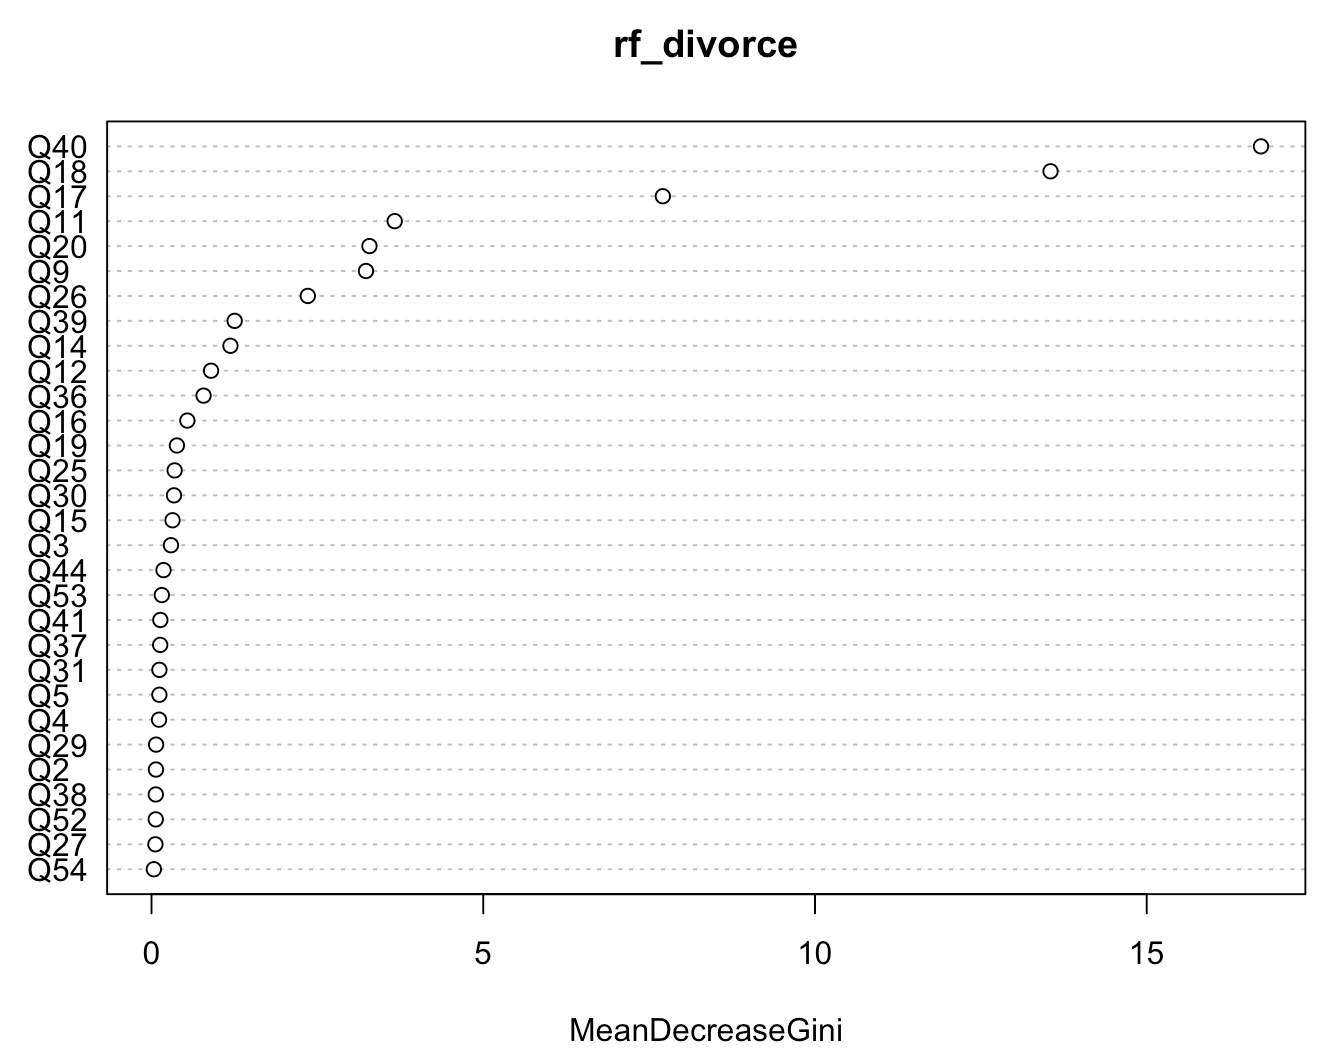 rf_divorce
Q40
Q18
Q17
Q11
Q20
Q9
Q26
Q39
Q14
Q12
Q36
Q16
Q19
Q25
Q30
Q15
Q3
Q44
Q53
Q41
Q37
Q31
Q5
Q4
Q29
Q2
Q38
Q52
Q27
Q54
0 5 10 15
MeanDecreaseGini